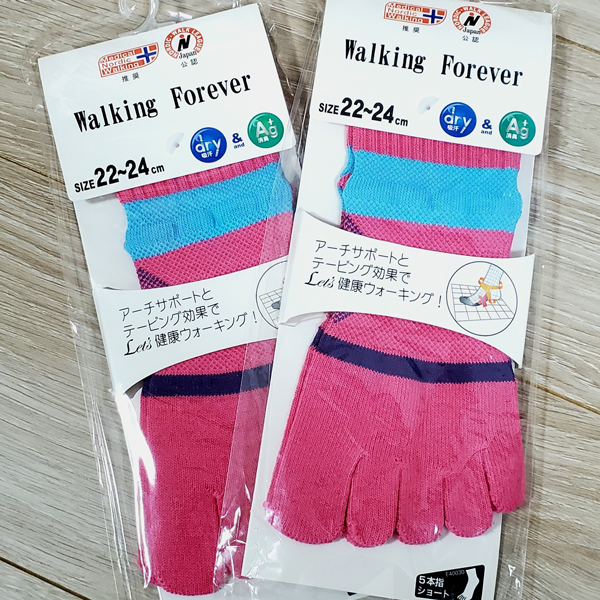 Medical
Nordic
Walking
推奨
NORDIC-WALK LEADER
N
Japan
公認
Walking Forever
SIZE 22~24cm
dry
吸汗
&
and
Ag+
消臭
アーチサポートと
テーピング効果で
Let's 健康ウォーキング!
Medical
Nordic
Walking
推奨
N
Japan
公認
Walking Forever
SIZE 22~24cm
dry
吸汗
&
and
Ag+
消臭
アーチサポートと
テーピング効果で
Let's 健康ウォーキング!
E40030
5本指
ショート